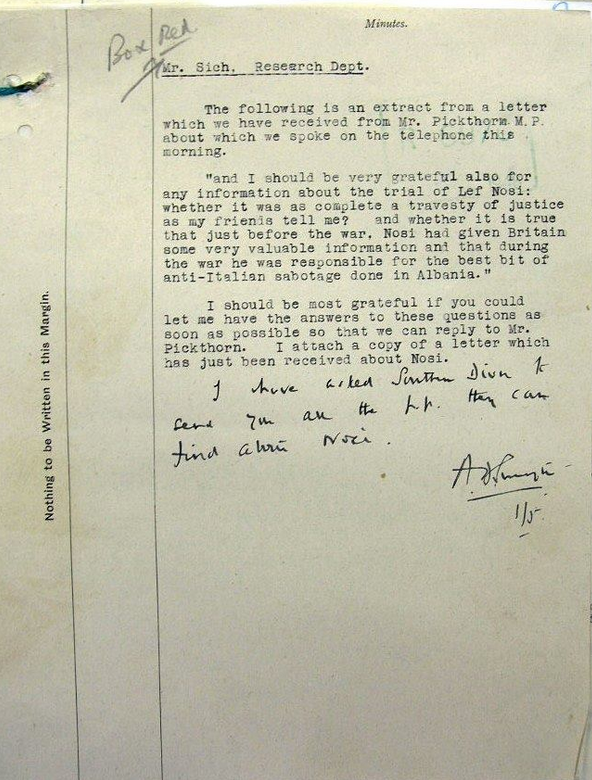 Minutes.
Box Red
Mr. Sich, Research Dept.
The following is an extract from a letter
which we have received from Mr. Pickthorn M.P.
about which we spoke on the telephone this
morning.
"and I should be very grateful also for
any information about the trial of Lef Nosi:
whether it was as complete a travesty of justice
as my friends tell me? and whether it is true
that just before the war, Nosi had given Britain
some very valuable information and that during
the war he was responsible for the best bit of
anti-Italian sabotage done in Albania."
I should be most grateful if you could
let me have the answers to these questions as
soon as possible so that we can reply to Mr.
Pickthorn. I attach a copy of a letter which
has just been received about Nosi.
I have asked Southern Divn to
send you all the p.p. they can
find about Nosi.
1/5
Nothing to be Written in this Margin.